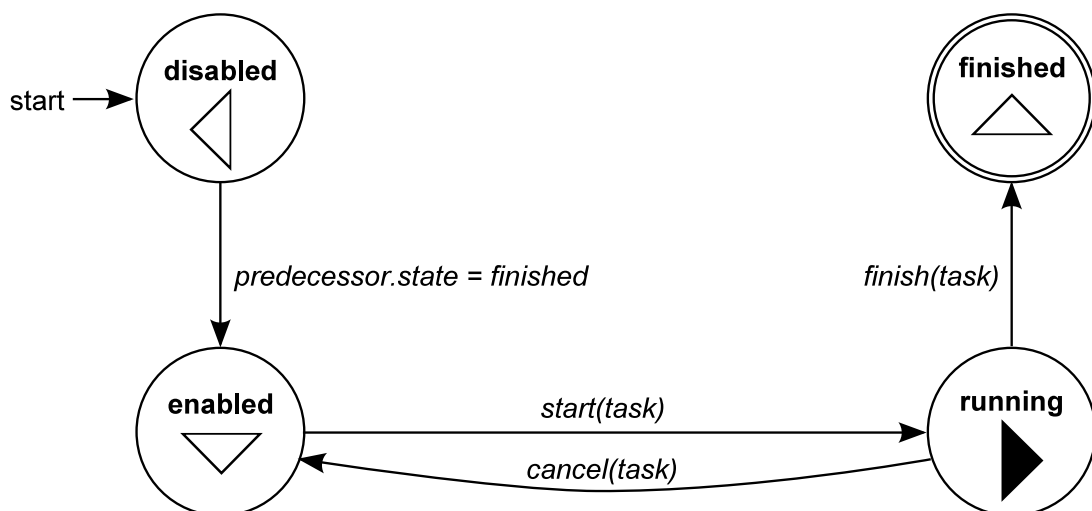 disabled
finished
start
predecessor.state = finished
finish(task)
enabled
start(task)
running
cancel(task)